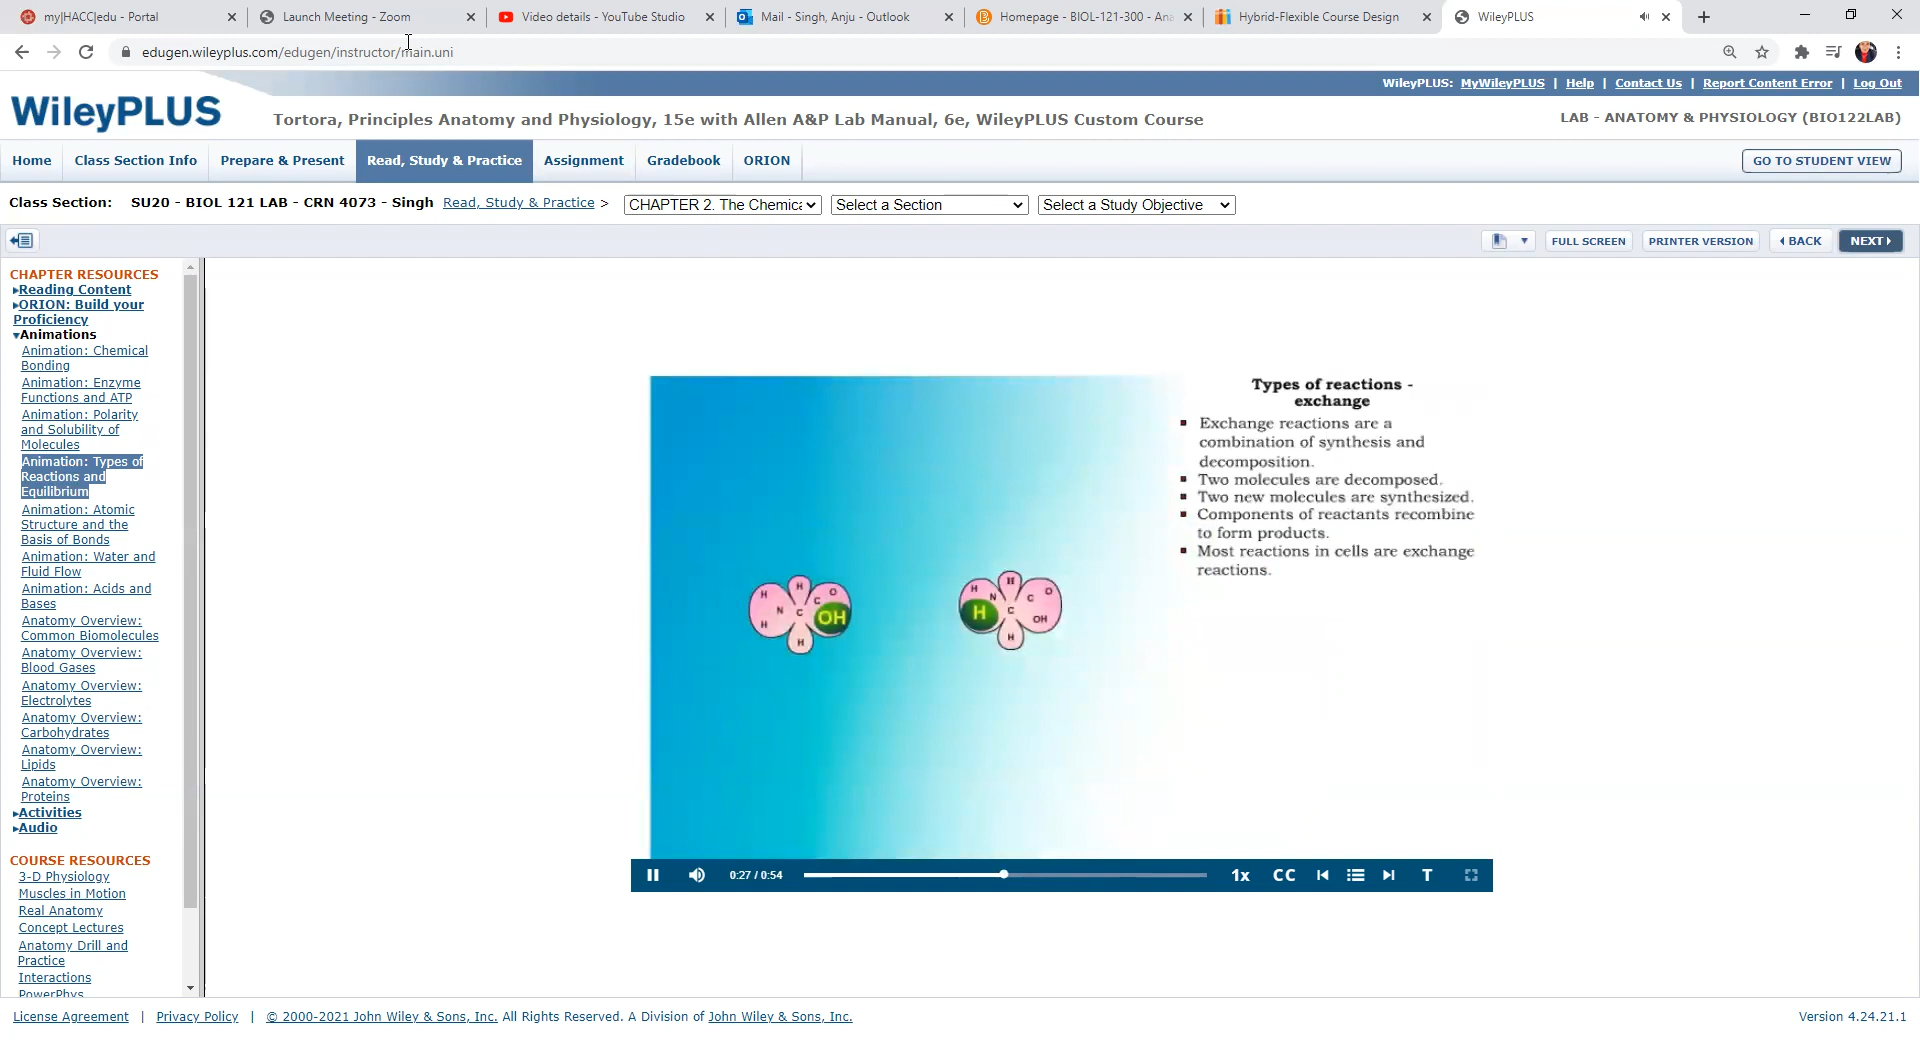 my|HACC|edu - Portal
Launch Meeting - Zoom
Video details - YouTube Studio
Mail - Singh, Anju - Outlook
Homepage - BIOL-121-300 - Ana
Hybrid-Flexible Course Design
WileyPLUS
edugen.wileyplus.com/edugen/instructor/main.uni
WileyPLUS: MyWileyPLUS | Help | Contact Us | Report Content Error | Log Out
WileyPLUS
Tortora, Principles Anatomy and Physiology, 15e with Allen A&P Lab Manual, 6e, WileyPLUS Custom Course
LAB - ANATOMY & PHYSIOLOGY (BIO122LAB)
Home Class Section Info Prepare & Present Read, Study & Practice Assignment Gradebook ORION
GO TO STUDENT VIEW
Class Section: SU20 - BIOL 121 LAB - CRN 4073 - Singh Read, Study & Practice > CHAPTER 2. The Chemica Select a Section Select a Study Objective
FULL SCREEN PRINTER VERSION BACK NEXT
CHAPTER RESOURCES
Reading Content
ORION: Build your
Proficiency
Animations
Animation: Chemical
Bonding
Animation: Enzyme
Functions and ATP
Animation: Polarity
and Solubility of
Molecules
Animation: Types of
Reactions and
Equilibrium
Animation: Atomic
Structure and the
Basis of Bonds
Animation: Water and
Fluid Flow
Animation: Acids and
Bases
Anatomy Overview:
Common Biomolecules
Anatomy Overview:
Blood Gases
Anatomy Overview:
Electrolytes
Anatomy Overview:
Carbohydrates
Anatomy Overview:
Lipids
Anatomy Overview:
Proteins
Activities
Audio
COURSE RESOURCES
3-D Physiology
Muscles in Motion
Real Anatomy
Concept Lectures
Anatomy Drill and
Practice
Interactions
PowerPhys
Types of reactions -
exchange
Exchange reactions are a
combination of synthesis and
decomposition.
Two molecules are decomposed.
Two new molecules are synthesized.
Components of reactants recombine
to form products.
Most reactions in cells are exchange
reactions.
H H O
N C C OH
H H
H H O
N C
H C OH
H
0:27 / 0:54 1x CC T
License Agreement | Privacy Policy | © 2000-2021 John Wiley & Sons, Inc. All Rights Reserved. A Division of John Wiley & Sons, Inc.
Version 4.24.21.1